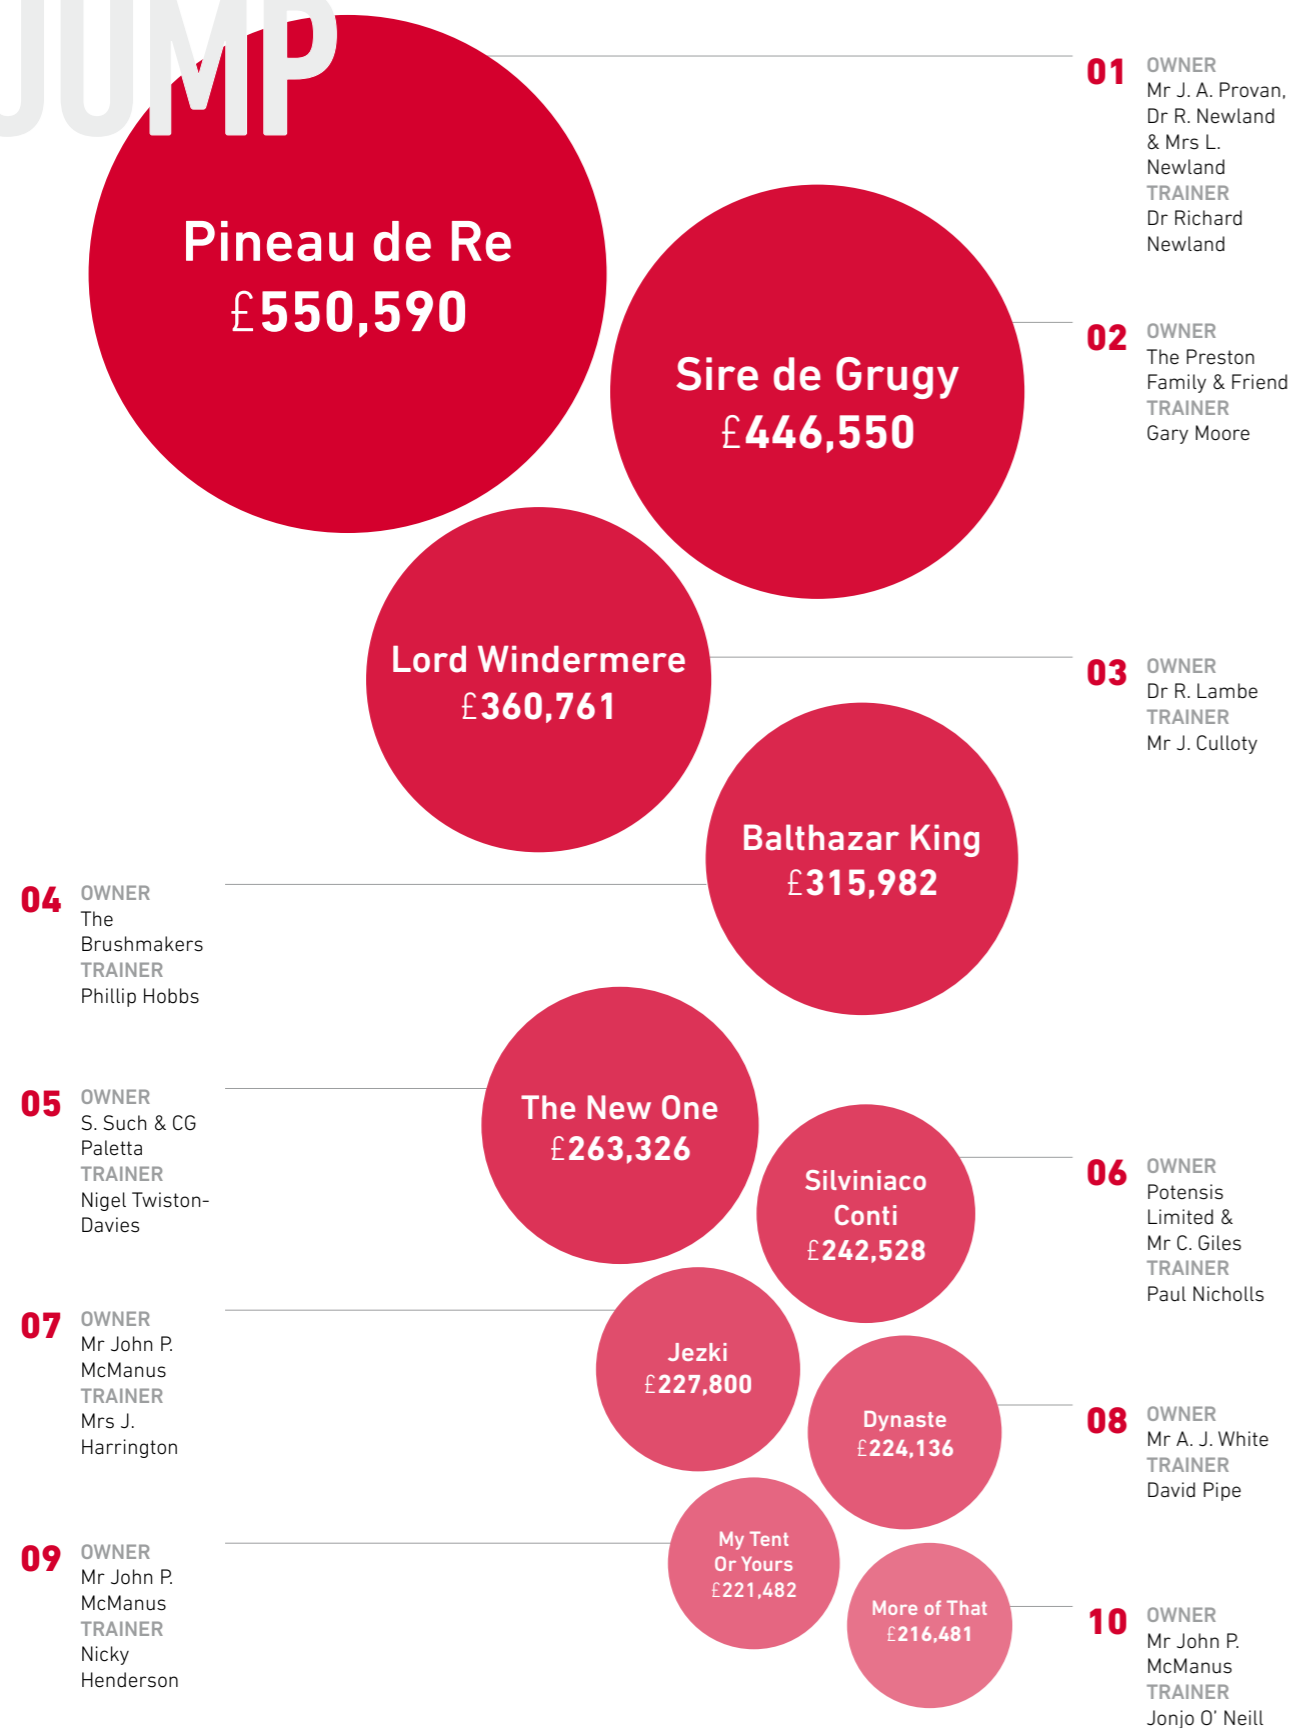 JUMP
Pineau de Re
£550,590
01
OWNER
Mr J. A. Provan,
Dr R. Newland
& Mrs L.
Newland
TRAINER
Dr Richard
Newland
Sire de Grugy
£446,550
02
OWNER
The Preston
Family & Friend
TRAINER
Gary Moore
Lord Windermere
£360,761
03
OWNER
Dr R. Lambe
TRAINER
Mr J. Culloty
Balthazar King
£315,982
04
OWNER
The
Brushmakers
TRAINER
Phillip Hobbs
The New One
£263,326
05
OWNER
S. Such & CG
Paletta
TRAINER
Nigel Twiston-
Davies
Silviniaco
Conti
£242,528
06
OWNER
Potensis
Limited &
Mr C. Giles
TRAINER
Paul Nicholls
Jezki
£227,800
07
OWNER
Mr John P.
McManus
TRAINER
Mrs J.
Harrington
Dynaste
£224,136
08
OWNER
Mr A. J. White
TRAINER
David Pipe
My Tent
Or Yours
£221,482
09
OWNER
Mr John P.
McManus
TRAINER
Nicky
Henderson
More of That
£216,481
10
OWNER
Mr John P.
McManus
TRAINER
Jonjo O' Neill